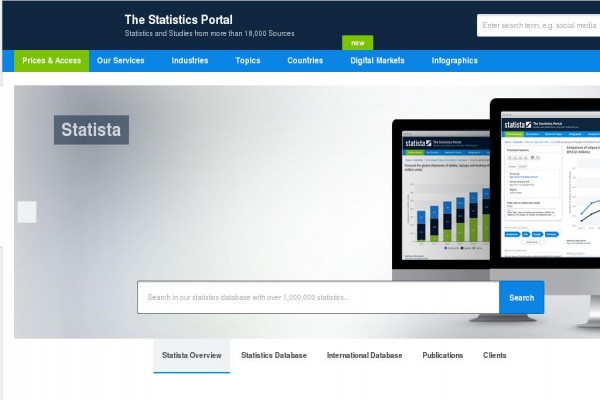 The Statistics Portal
Statistics and Studies from more than 18,000 Sources
Enter search term, e.g. social media
new
Prices & Access
Our Services
Industries
Topics
Countries
Digital Markets
Infographics
Statista
statista
The Statistics Portal
statista
The Statistics Portal
Search in our statistics database with over 1,000,000 statistics...
Search
Statista Overview
Statistics Database
International Database
Publications
Clients